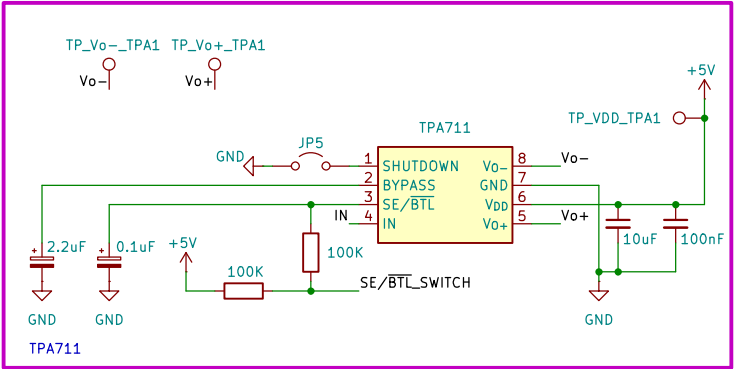 TP_Vo-_TPA1 TP_Vo+_TPA1
Vo- Vo+
+5V
TP_VDD_TPA1
TPA711
JP5
GND
1 SHUTDOWN Vo- 8 Vo-
2 BYPASS GND 7
3 SE/BTL VDD 6
IN 4 IN Vo+ 5 Vo+
2.2uF 0.1uF +5V 100K 10uF 100nF
100K
SE/BTL_SWITCH
GND GND GND
TPA711